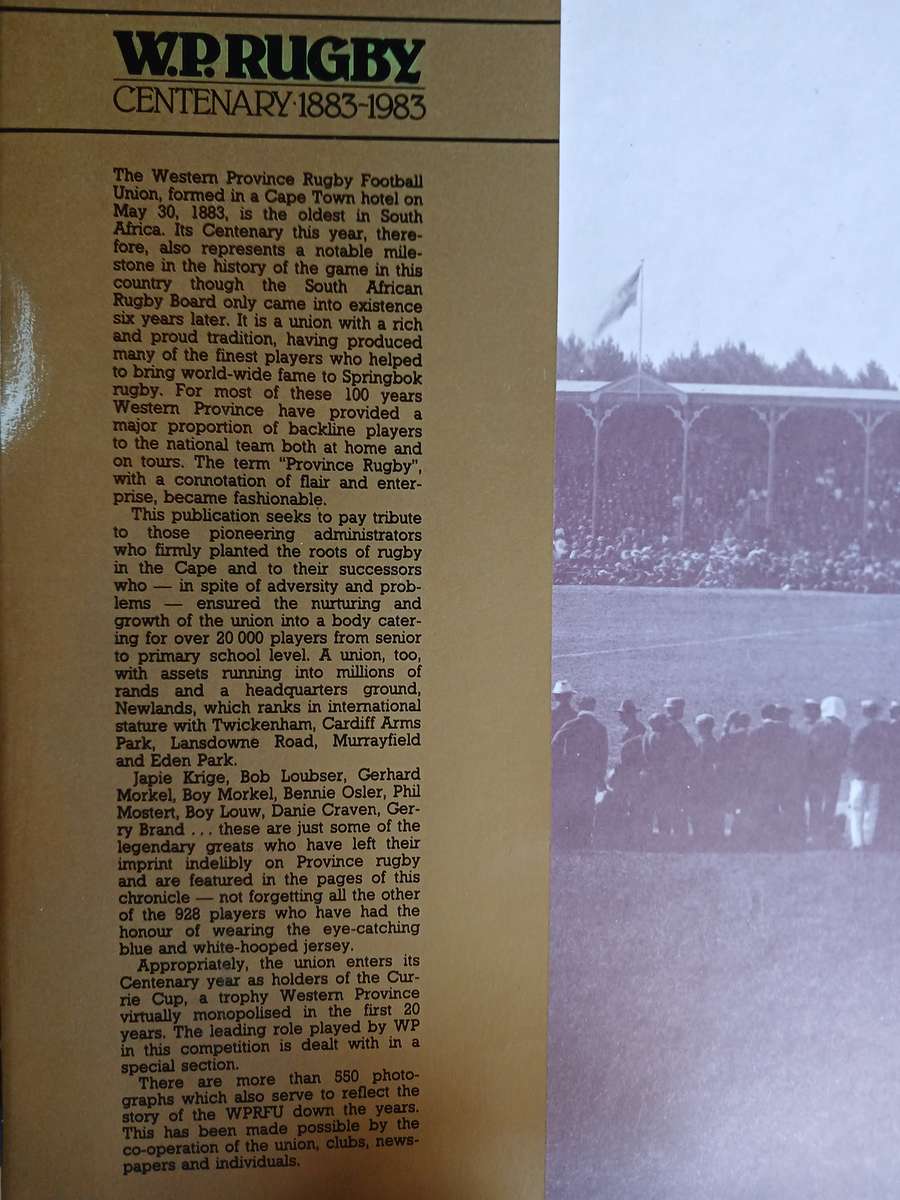 W.P. RUGBY
CENTENARY·1883-1983
The Western Province Rugby Football
Union, formed in a Cape Town hotel on
May 30, 1883, is the oldest in South
Africa. Its Centenary this year, there-
fore, also represents a notable mile-
stone in the history of the game in this
country though the South African
Rugby Board only came into existence
six years later. It is a union with a rich
and proud tradition, having produced
many of the finest players who helped
to bring world-wide fame to Springbok
rugby. For most of these 100 years
Western Province have provided a
major proportion of backline players
to the national team both at home and
on tours. The term "Province Rugby",
with a connotation of flair and enter-
prise, became fashionable.
This publication seeks to pay tribute
to those pioneering administrators
who firmly planted the roots of rugby
in the Cape and to their successors
who — in spite of adversity and prob-
lems — ensured the nurturing and
growth of the union into a body cater-
ing for over 20 000 players from senior
to primary school level. A union, too,
with assets running into millions of
rands and a headquarters ground,
Newlands, which ranks in international
stature with Twickenham, Cardiff Arms
Park, Lansdowne Road, Murrayfield
and Eden Park.
Japie Krige, Bob Loubser, Gerhard
Morkel, Boy Morkel, Bennie Osler, Phil
Mostert, Boy Louw, Danie Craven, Ger-
ry Brand . . . these are just some of the
legendary greats who have left their
imprint indelibly on Province rugby
and are featured in the pages of this
chronicle — not forgetting all the other
of the 928 players who have had the
honour of wearing the eye-catching
blue and white-hooped jersey.
Appropriately, the union enters its
Centenary year as holders of the Cur-
rie Cup, a trophy Western Province
virtually monopolised in the first 20
years. The leading role played by WP
in this competition is dealt with in a
special section.
There are more than 550 photo-
graphs which also serve to reflect the
story of the WPRFU down the years.
This has been made possible by the
co-operation of the union, clubs, news-
papers and individuals.